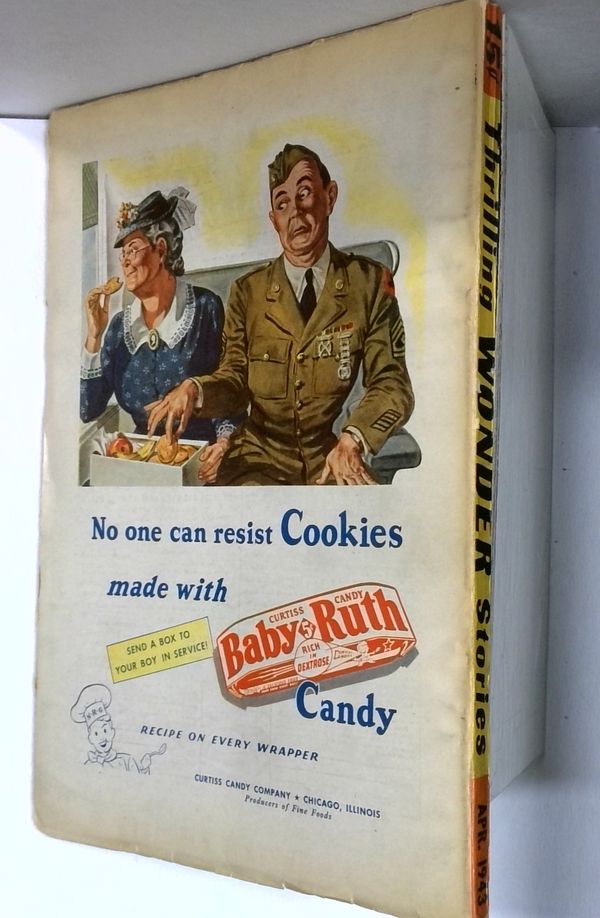 No one can resist Cookies
made with
CURTISS CANDY
Baby Ruth
5¢
RICH
IN
DEXTROSE
Candy
SEND A BOX TO
YOUR BOY IN SERVICE!
RECIPE ON EVERY WRAPPER
CURTISS CANDY COMPANY ★ CHICAGO, ILLINOIS
Producers of Fine Foods
15¢
Thrilling WONDER Stories
APR. 1943